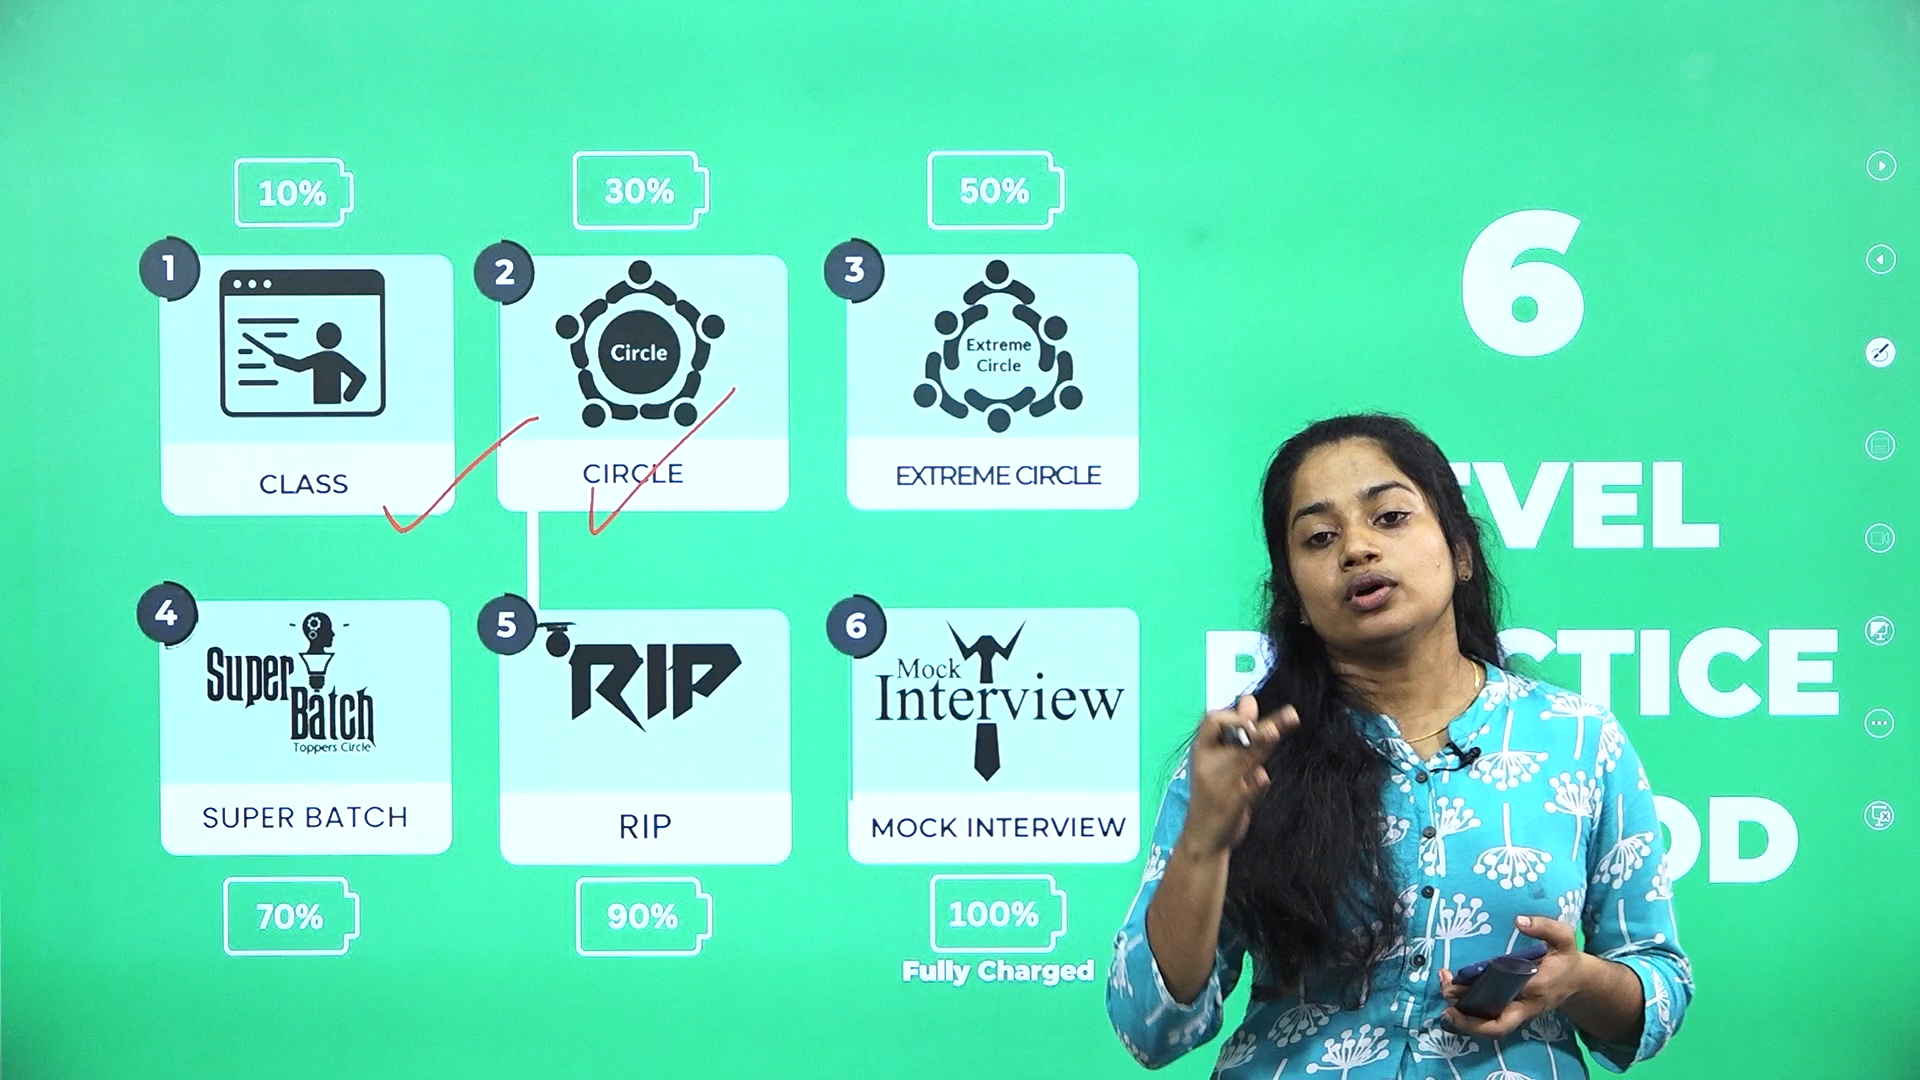 10%
30%
50%
1
2
3
Circle
Extreme
Circle
CLASS
CIRCLE
EXTREME CIRCLE
4
5
6
Super
Batch
Toppers Circle
RIP
Mock
Interview
SUPER BATCH
RIP
MOCK INTERVIEW
70%
90%
100%
Fully Charged
6